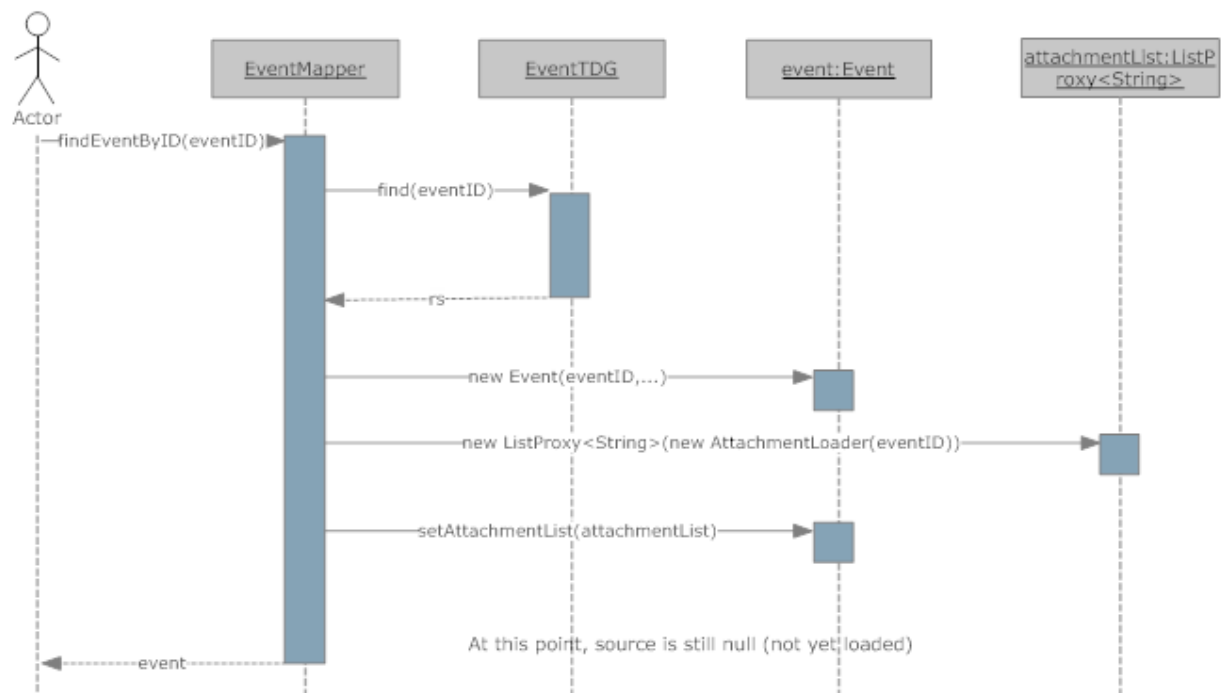 EventMapper
EventTDG
event:Event
attachmentList:ListP
roxy<String>
Actor
findEventByID(eventID)
find(eventID)
rs
new Event(eventID,...)
new ListProxy<String>(new AttachmentLoader(eventID))
setAttachmentList(attachmentList)
At this point, source is still null (not yet loaded)
event